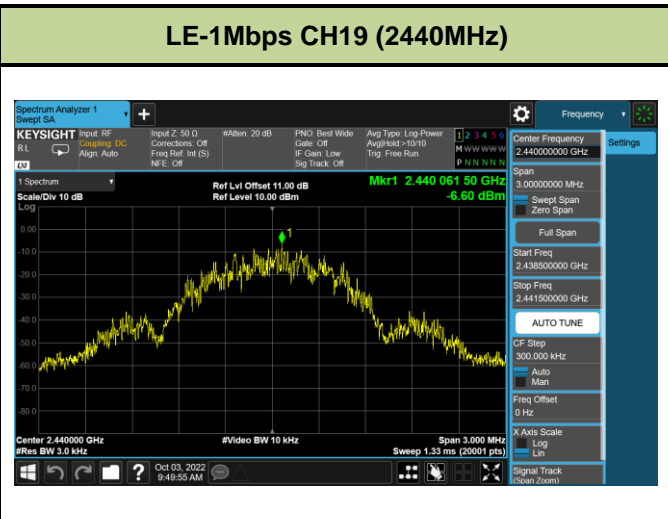 LE-1Mbps CH19 (2440MHz)
Spectrum Analyzer 1
Swept SA
+
Frequency
KEYSIGHT
RL
LXI
Input: RF
Coupling: DC
Align: Auto
Input Z: 50 Ω
Corrections: Off
Freq Ref: Int (S)
NFE: Off
#Atten: 20 dB
PNO: Best Wide
Gate: Off
IF Gain: Low
Sig Track: Off
Avg Type: Log-Power
Avg|Hold:>10/10
Trig: Free Run
1 2 3 4 5 6
M W W W W W
P N N N N N
1 Spectrum
Scale/Div 10 dB
Log
Ref Lvl Offset 11.00 dB
Ref Level 10.00 dBm
Mkr1 2.440 061 50 GHz
-6.60 dBm
1
0.00
-10.0
-20.0
-30.0
-40.0
-50.0
-60.0
-70.0
-80.0
Center 2.440000 GHz
#Res BW 3.0 kHz
#Video BW 10 kHz
Span 3.000 MHz
Sweep 1.33 ms (20001 pts)
Center Frequency
2.440000000 GHz
Settings
Span
3.00000000 MHz
Swept Span
Zero Span
Full Span
Start Freq
2.438500000 GHz
Stop Freq
2.441500000 GHz
AUTO TUNE
CF Step
300.000 kHz
Auto
Man
Freq Offset
0 Hz
X Axis Scale
Log
Lin
Signal Track
(Span Zoom)
?
Oct 03, 2022
9:49:55 AM